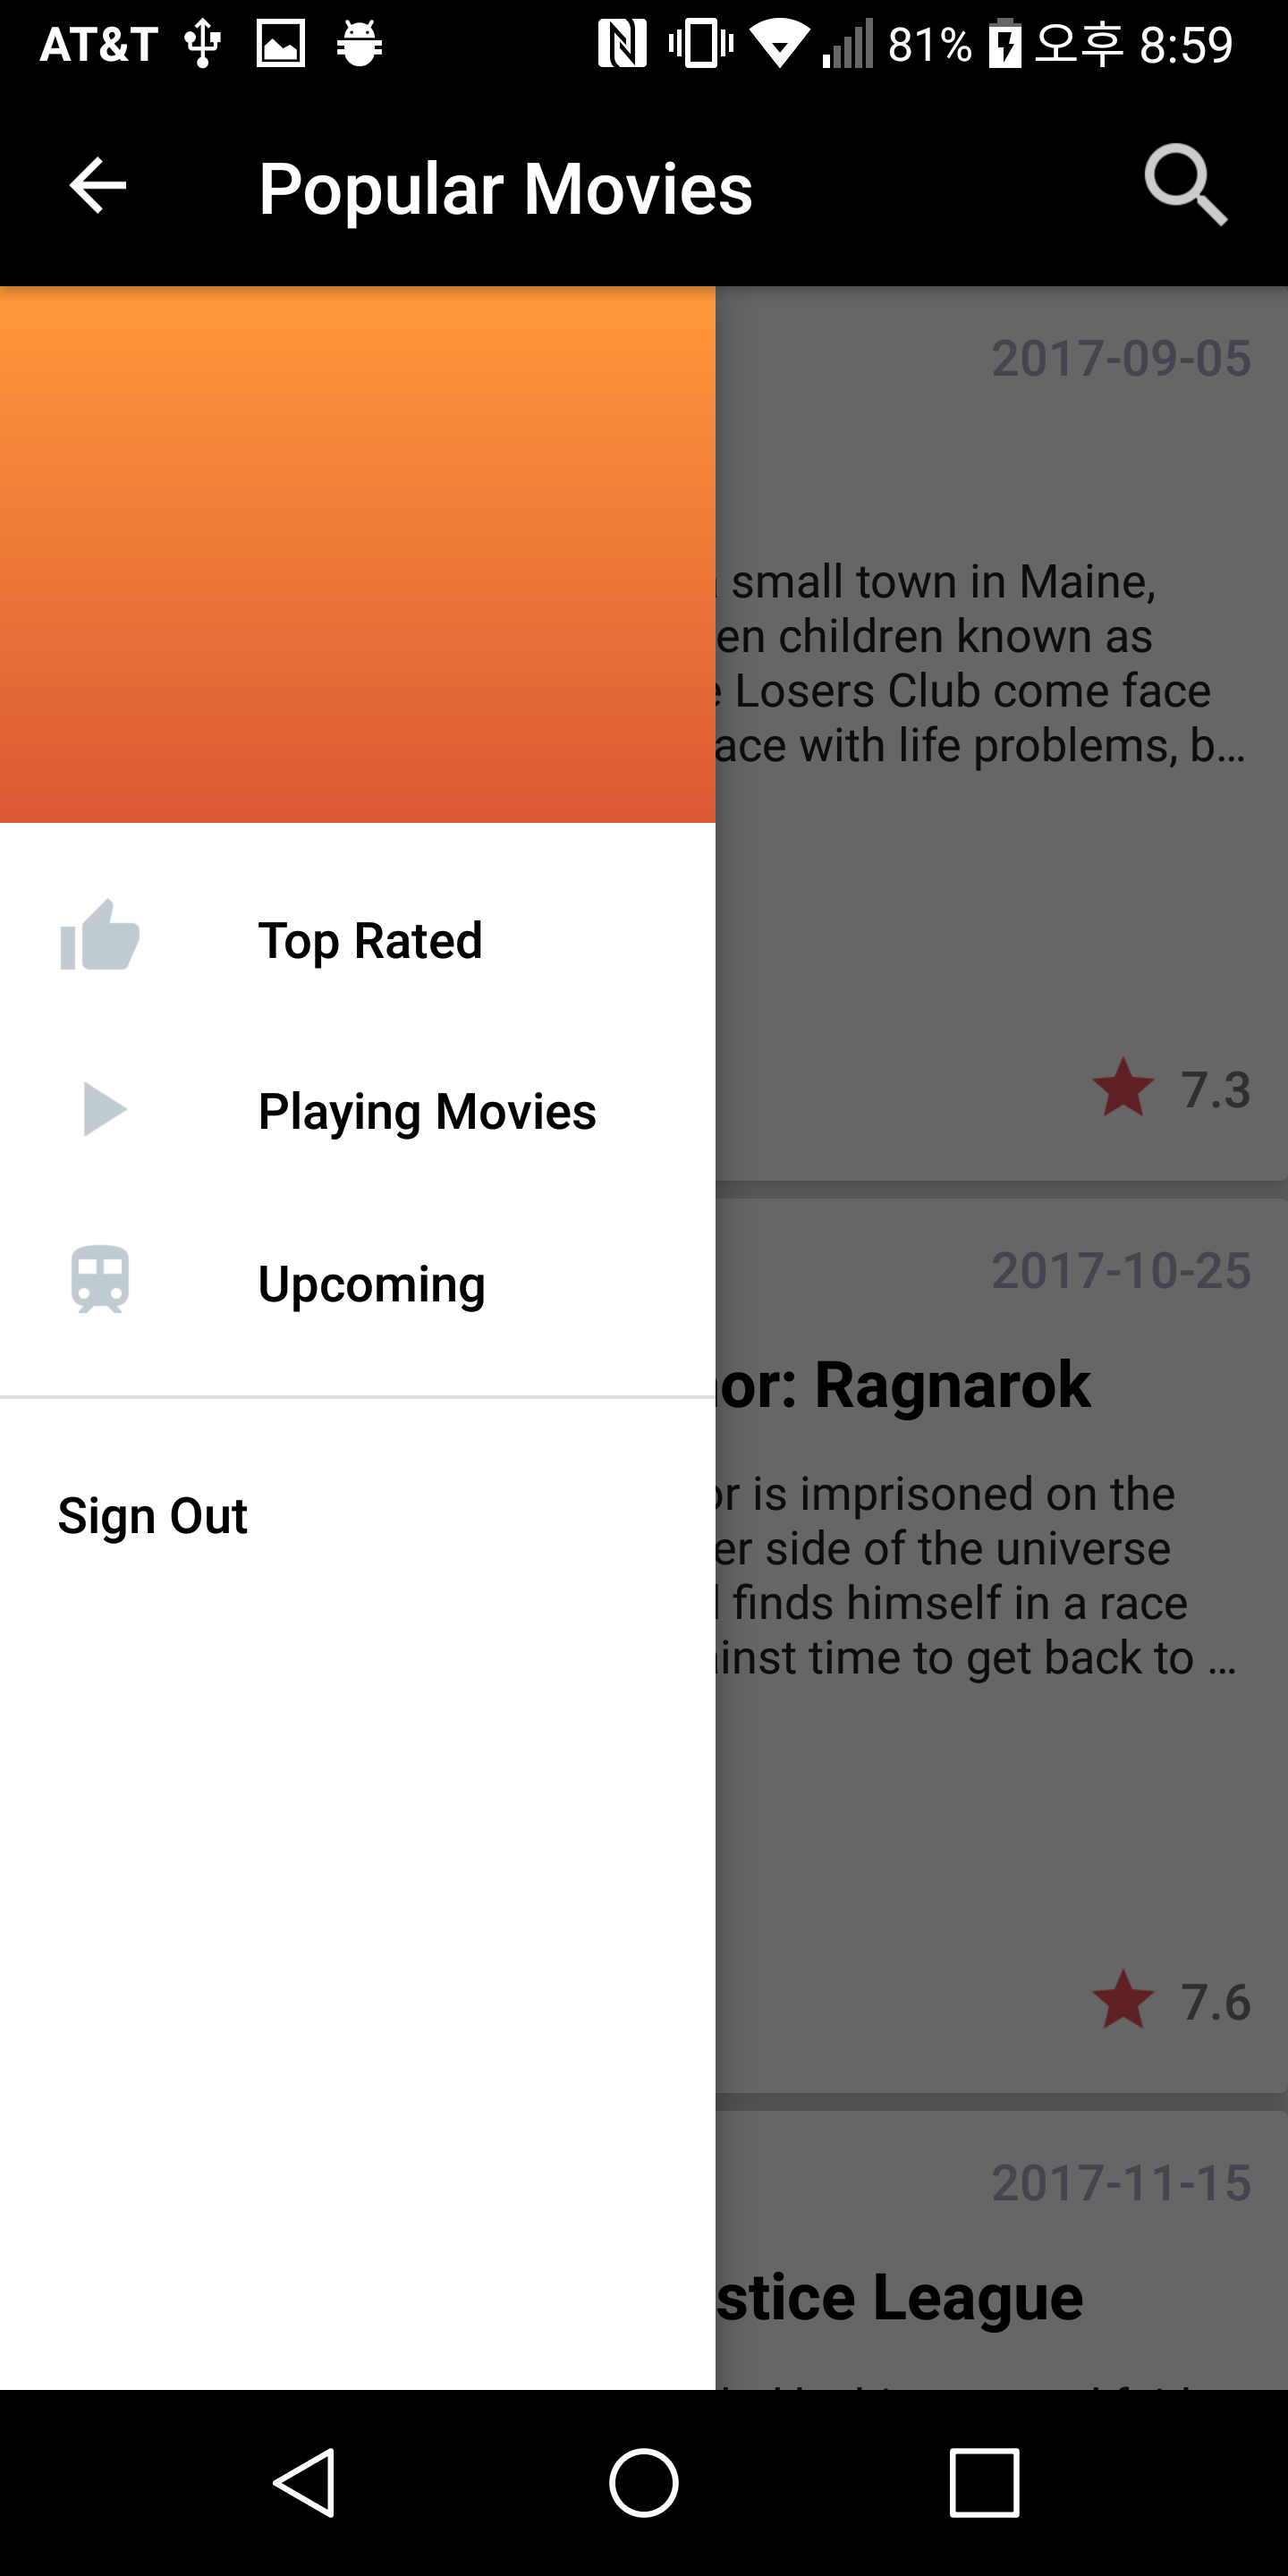 AT&T 81% 오후 8:59
Popular Movies
2017-09-05
small town in Maine,
en children known as
Losers Club come face
ace with life problems, b…
7.3
Top Rated
Playing Movies
Upcoming
Sign Out
2017-10-25
or: Ragnarok
or is imprisoned on the
er side of the universe
finds himself in a race
ainst time to get back to …
7.6
2017-11-15
stice League